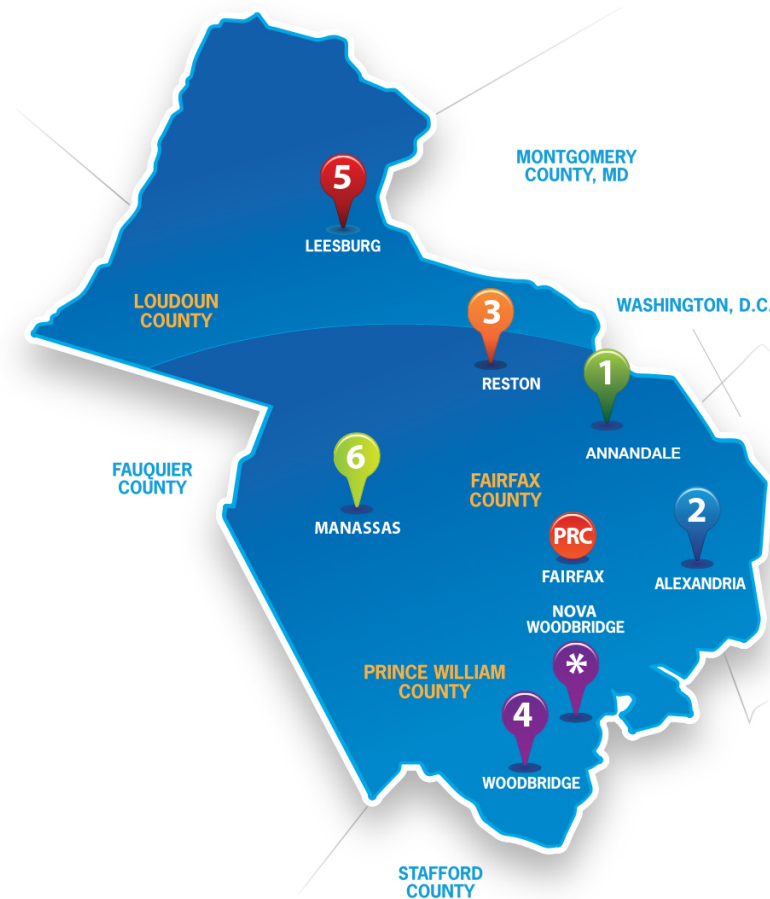 MONTGOMERY
COUNTY, MD
5
LEESBURG
LOUDOUN
COUNTY
3
WASHINGTON, D.C.
RESTON
1
ANNANDALE
6
FAUQUIER
COUNTY
FAIRFAX
COUNTY
MANASSAS
2
PRC
FAIRFAX
ALEXANDRIA
NOVA
WOODBRIDGE
*
PRINCE WILLIAM
COUNTY
4
WOODBRIDGE
STAFFORD
COUNTY